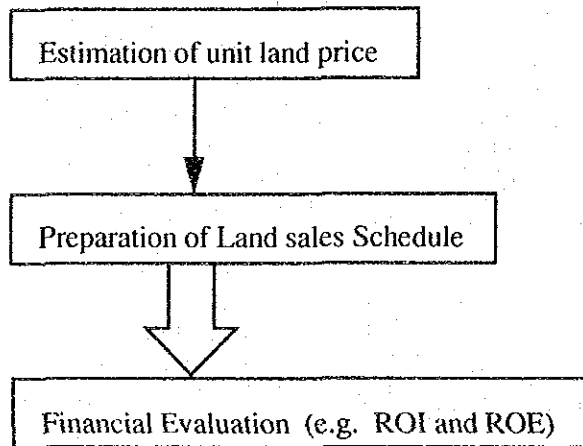 Estimation of unit land price
Preparation of Land sales Schedule
Financial Evaluation (e.g. ROI and ROE)